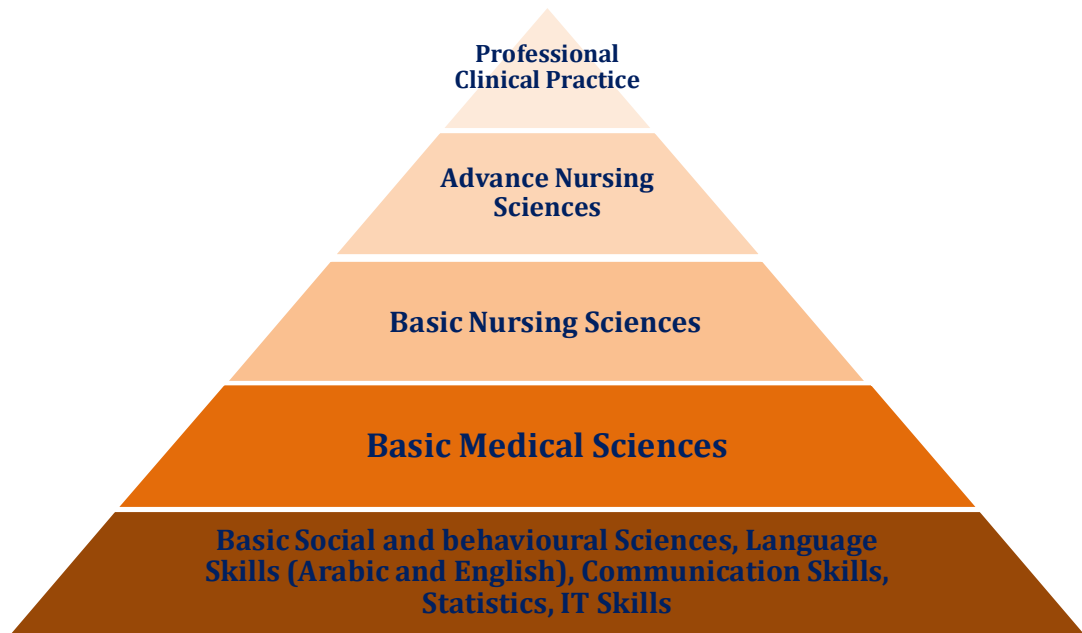 Professional
Clinical Practice
Advance Nursing
Sciences
Basic Nursing Sciences
Basic Medical Sciences
Basic Social and behavioural Sciences, Language
Skills (Arabic and English), Communication Skills,
Statistics, IT Skills